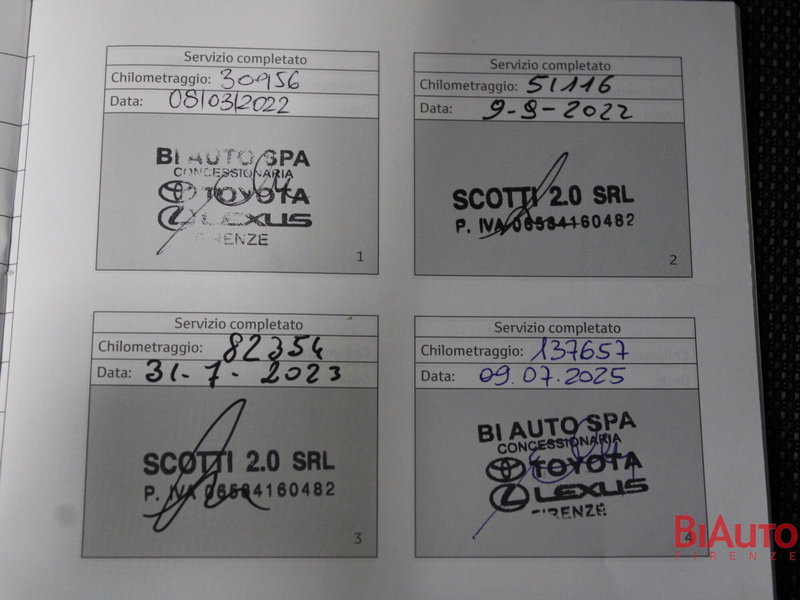 Servizio completato
Chilometraggio: 30956
Data: 08/03/2022
BI AUTO SPA
CONCESSIONARIA
TOYOTA
LEXUS
FIRENZE
1
Servizio completato
Chilometraggio: 51116
Data: 9-9-2022
SCOTTI 2.0 SRL
P. IVA 06584160482
2
Servizio completato
Chilometraggio: 82354
Data: 31-7-2023
SCOTTI 2.0 SRL
P. IVA 06584160482
3
Servizio completato
Chilometraggio: 137657
Data: 09.07.2025
BI AUTO SPA
CONCESSIONARIA
TOYOTA
LEXUS
FIRENZE
4
BIAUTO
FIRENZE